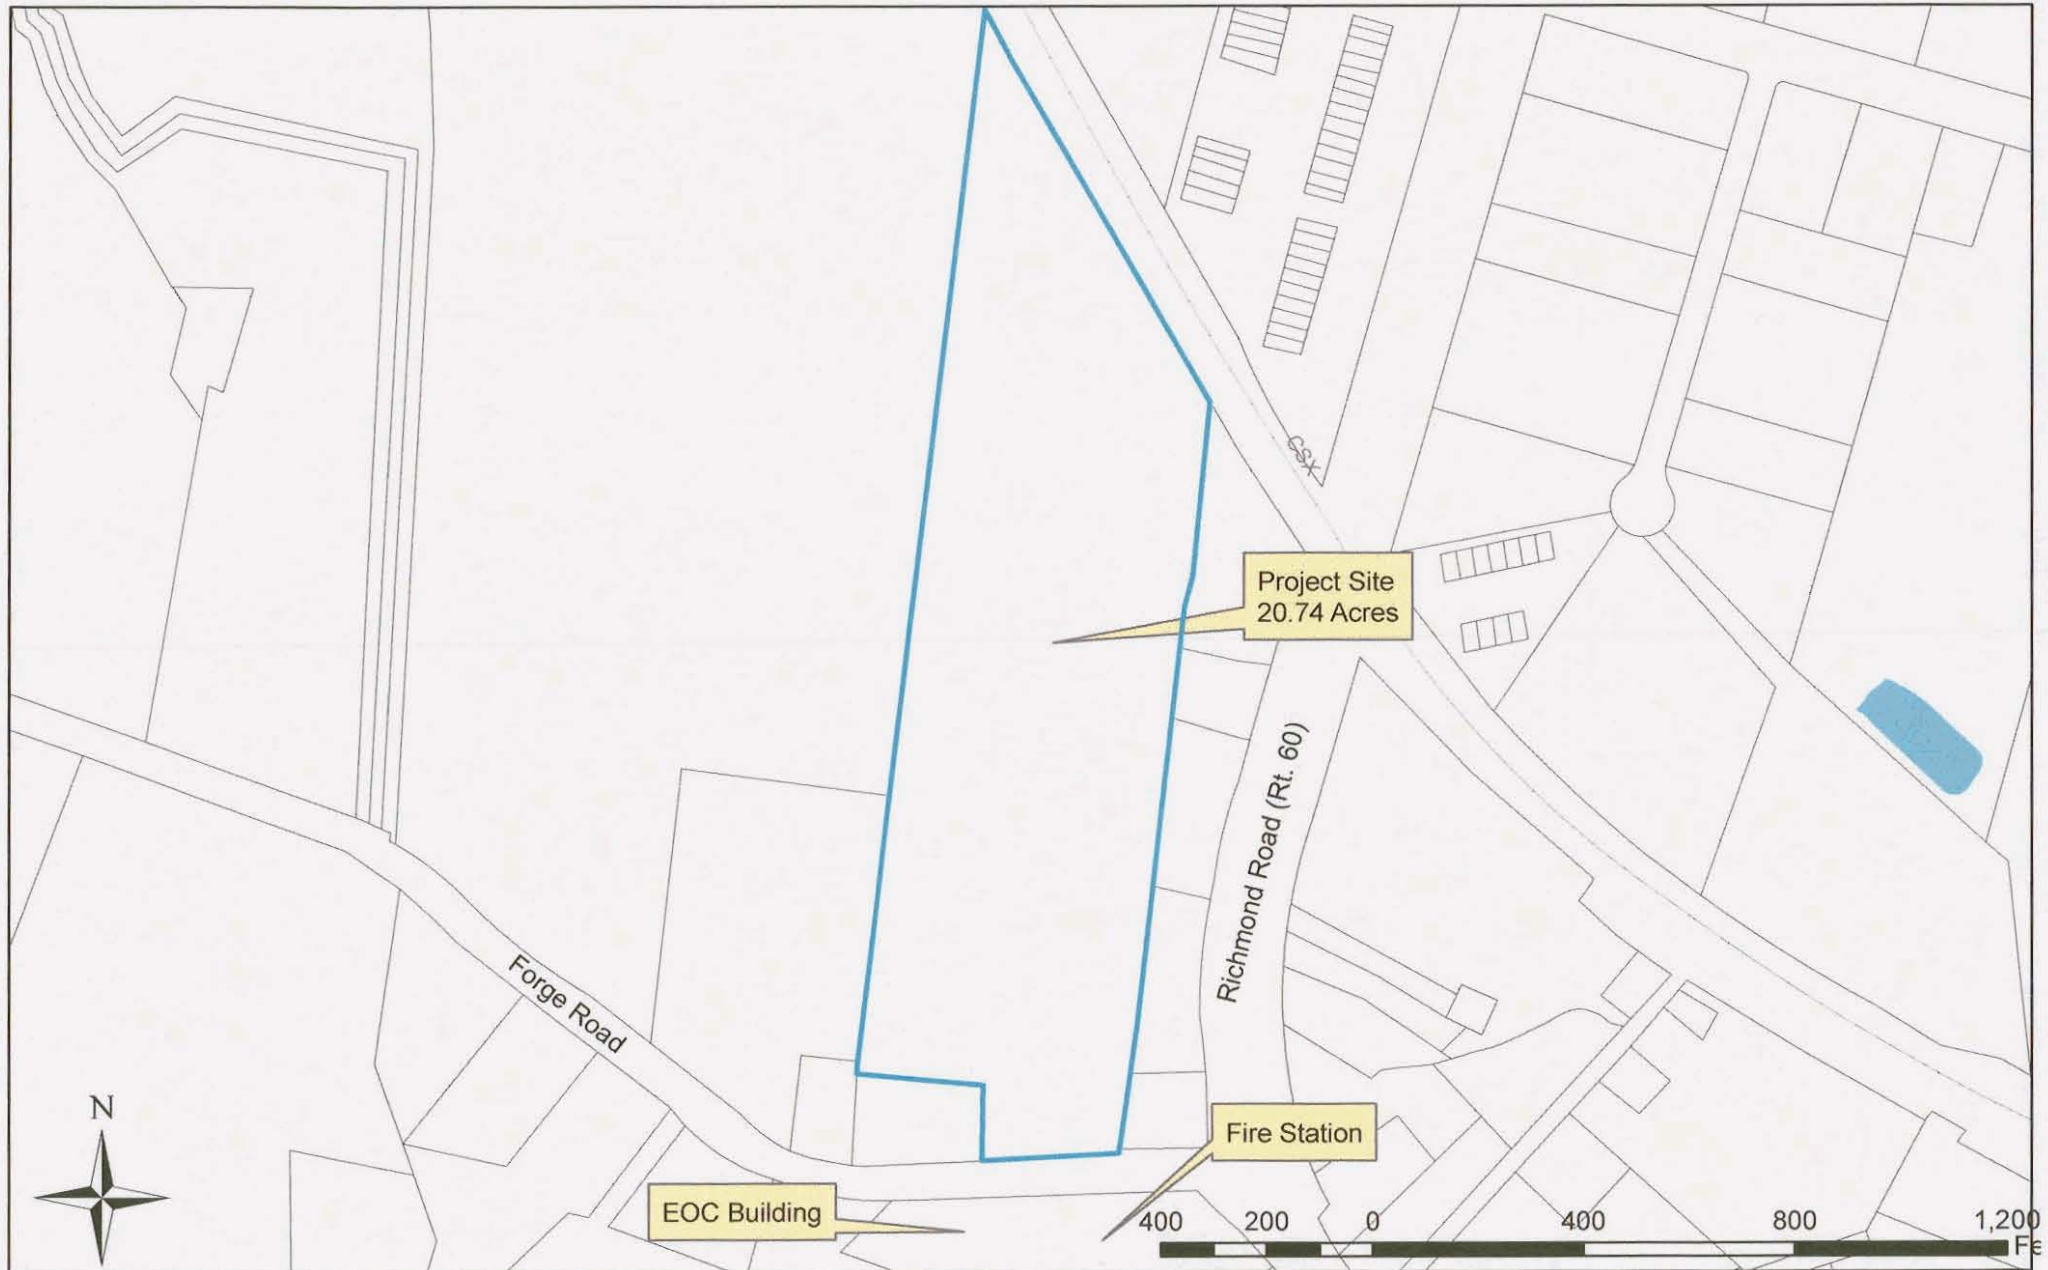 CSX
Project Site
20.74 Acres
Richmond Road (Rt. 60)
Forge Road
N
Fire Station
EOC Building
400 200 0 400 800 1,200
Fe